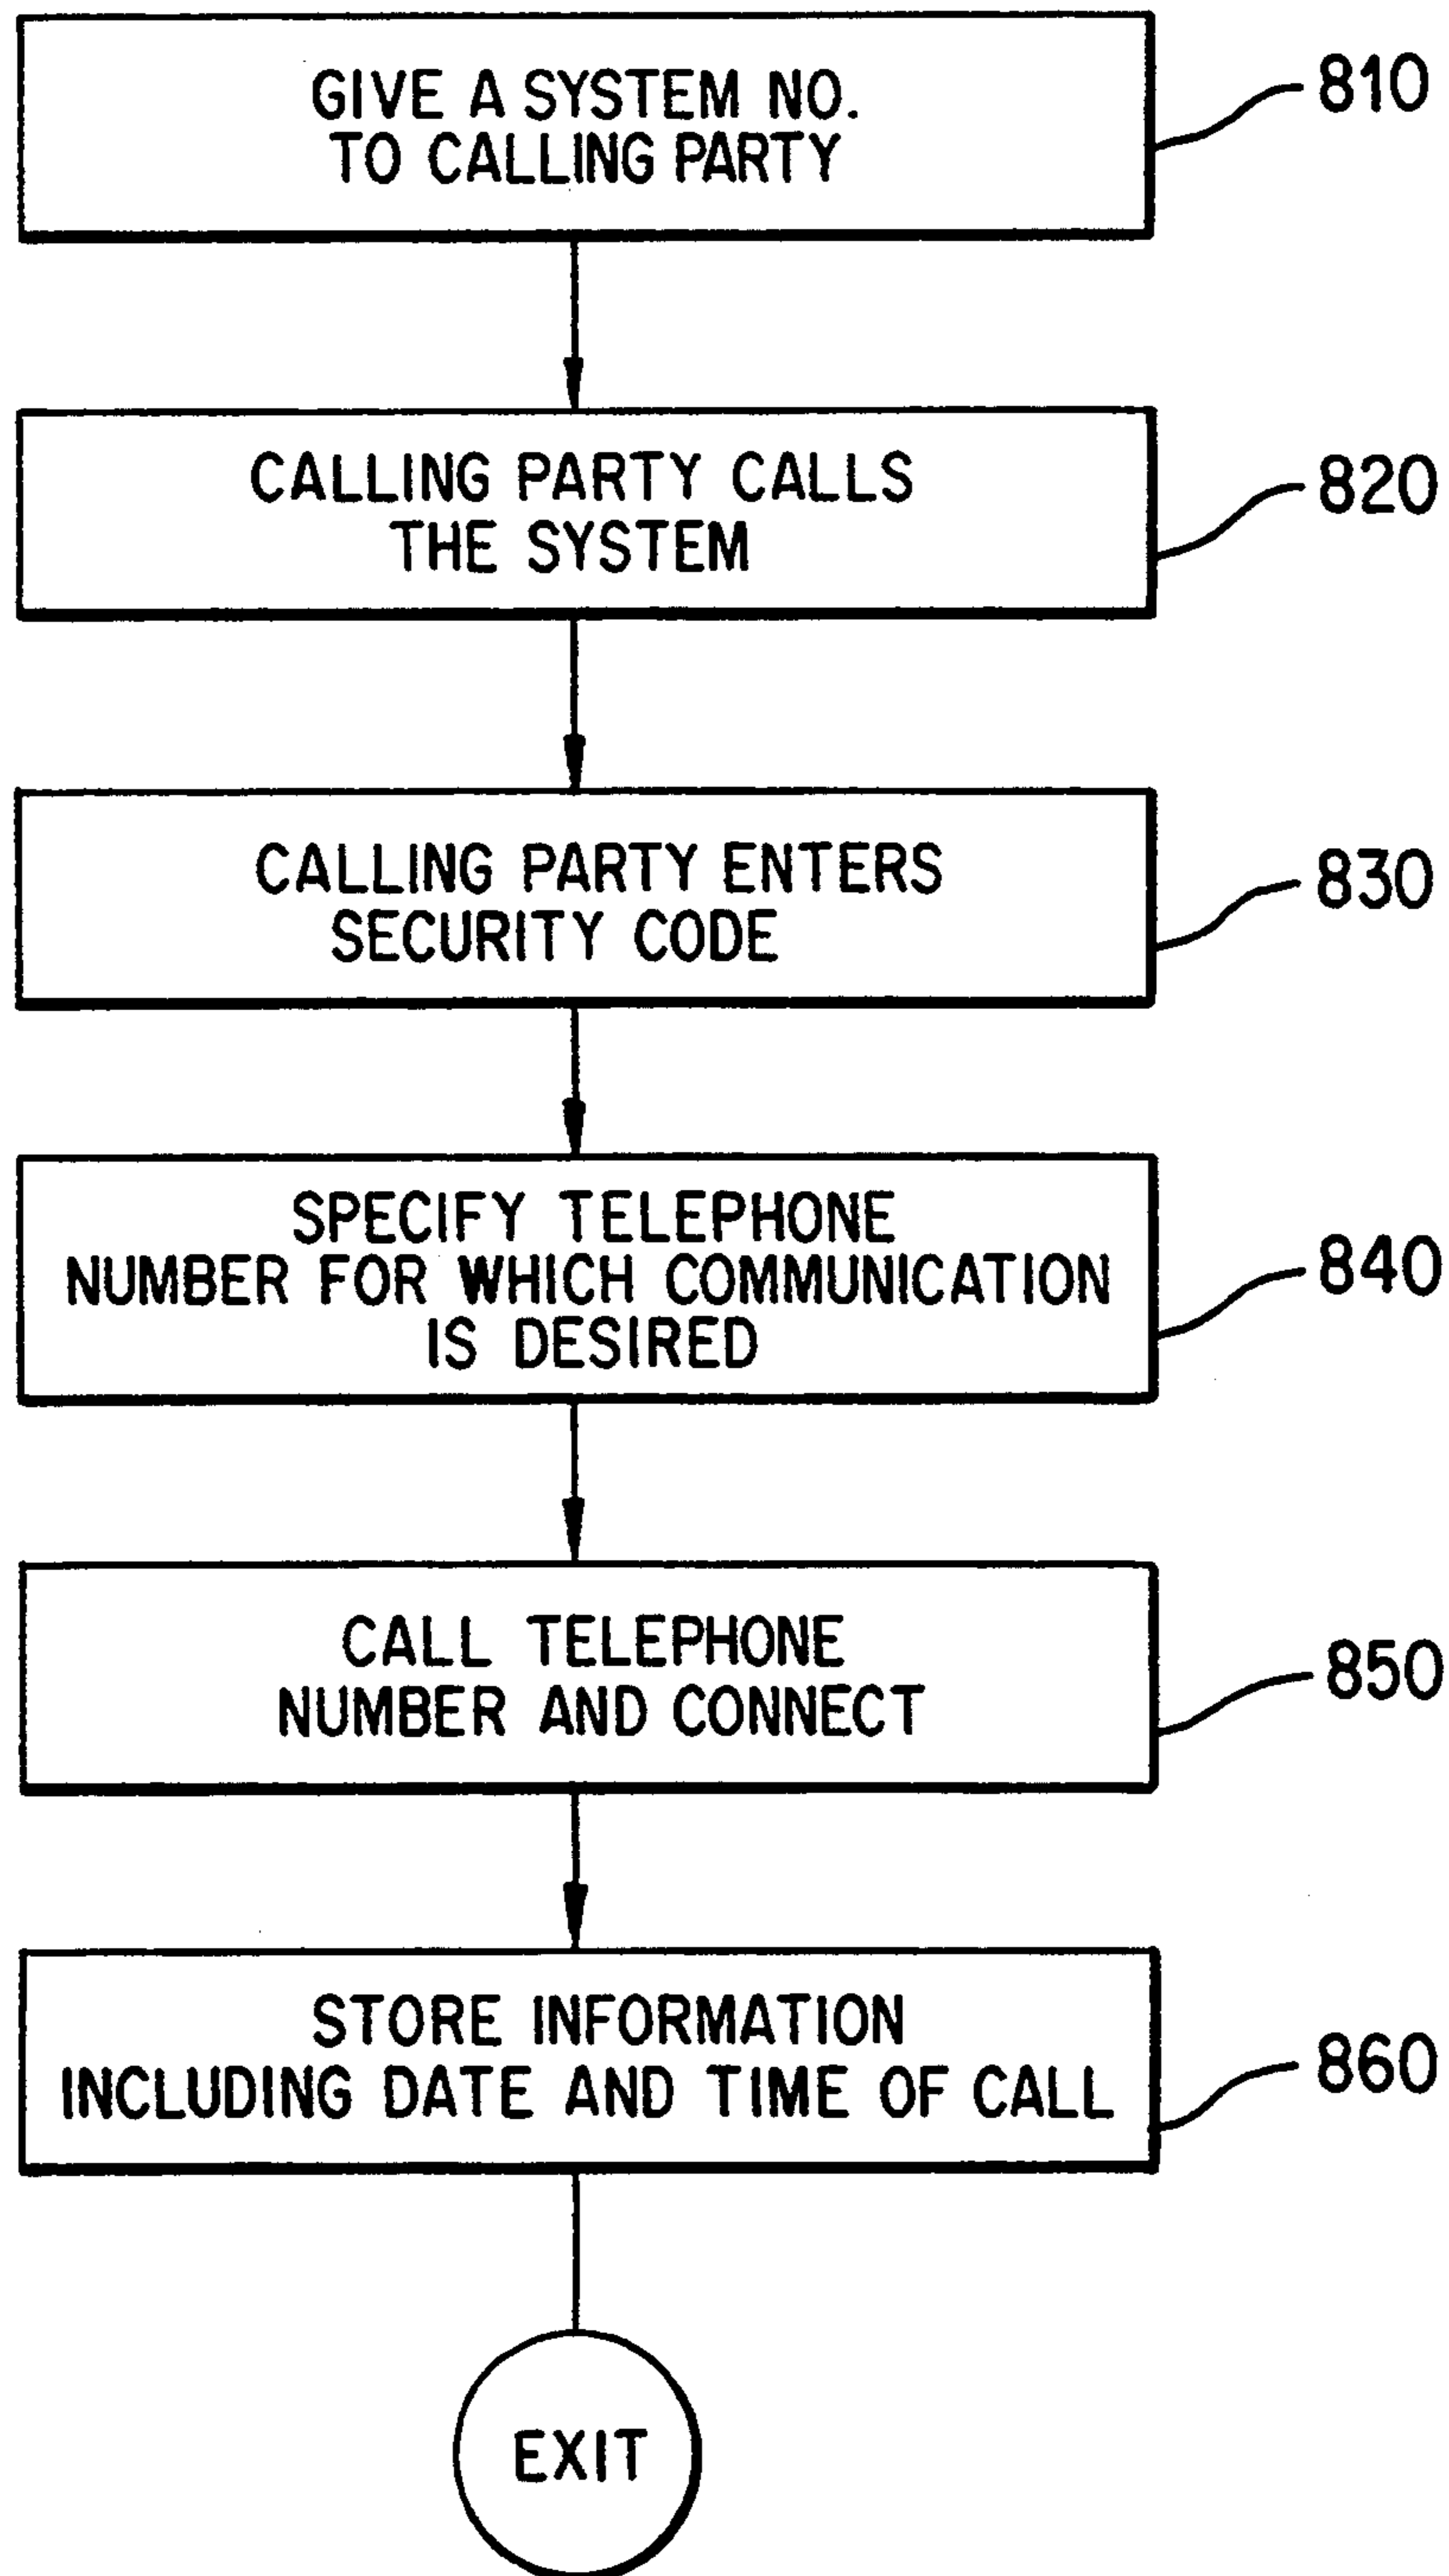 GIVE A SYSTEM NO.
TO CALLING PARTY
810
CALLING PARTY CALLS
THE SYSTEM
820
CALLING PARTY ENTERS
SECURITY CODE
830
SPECIFY TELEPHONE
NUMBER FOR WHICH COMMUNICATION
IS DESIRED
840
CALL TELEPHONE
NUMBER AND CONNECT
850
STORE INFORMATION
INCLUDING DATE AND TIME OF CALL
860
EXIT